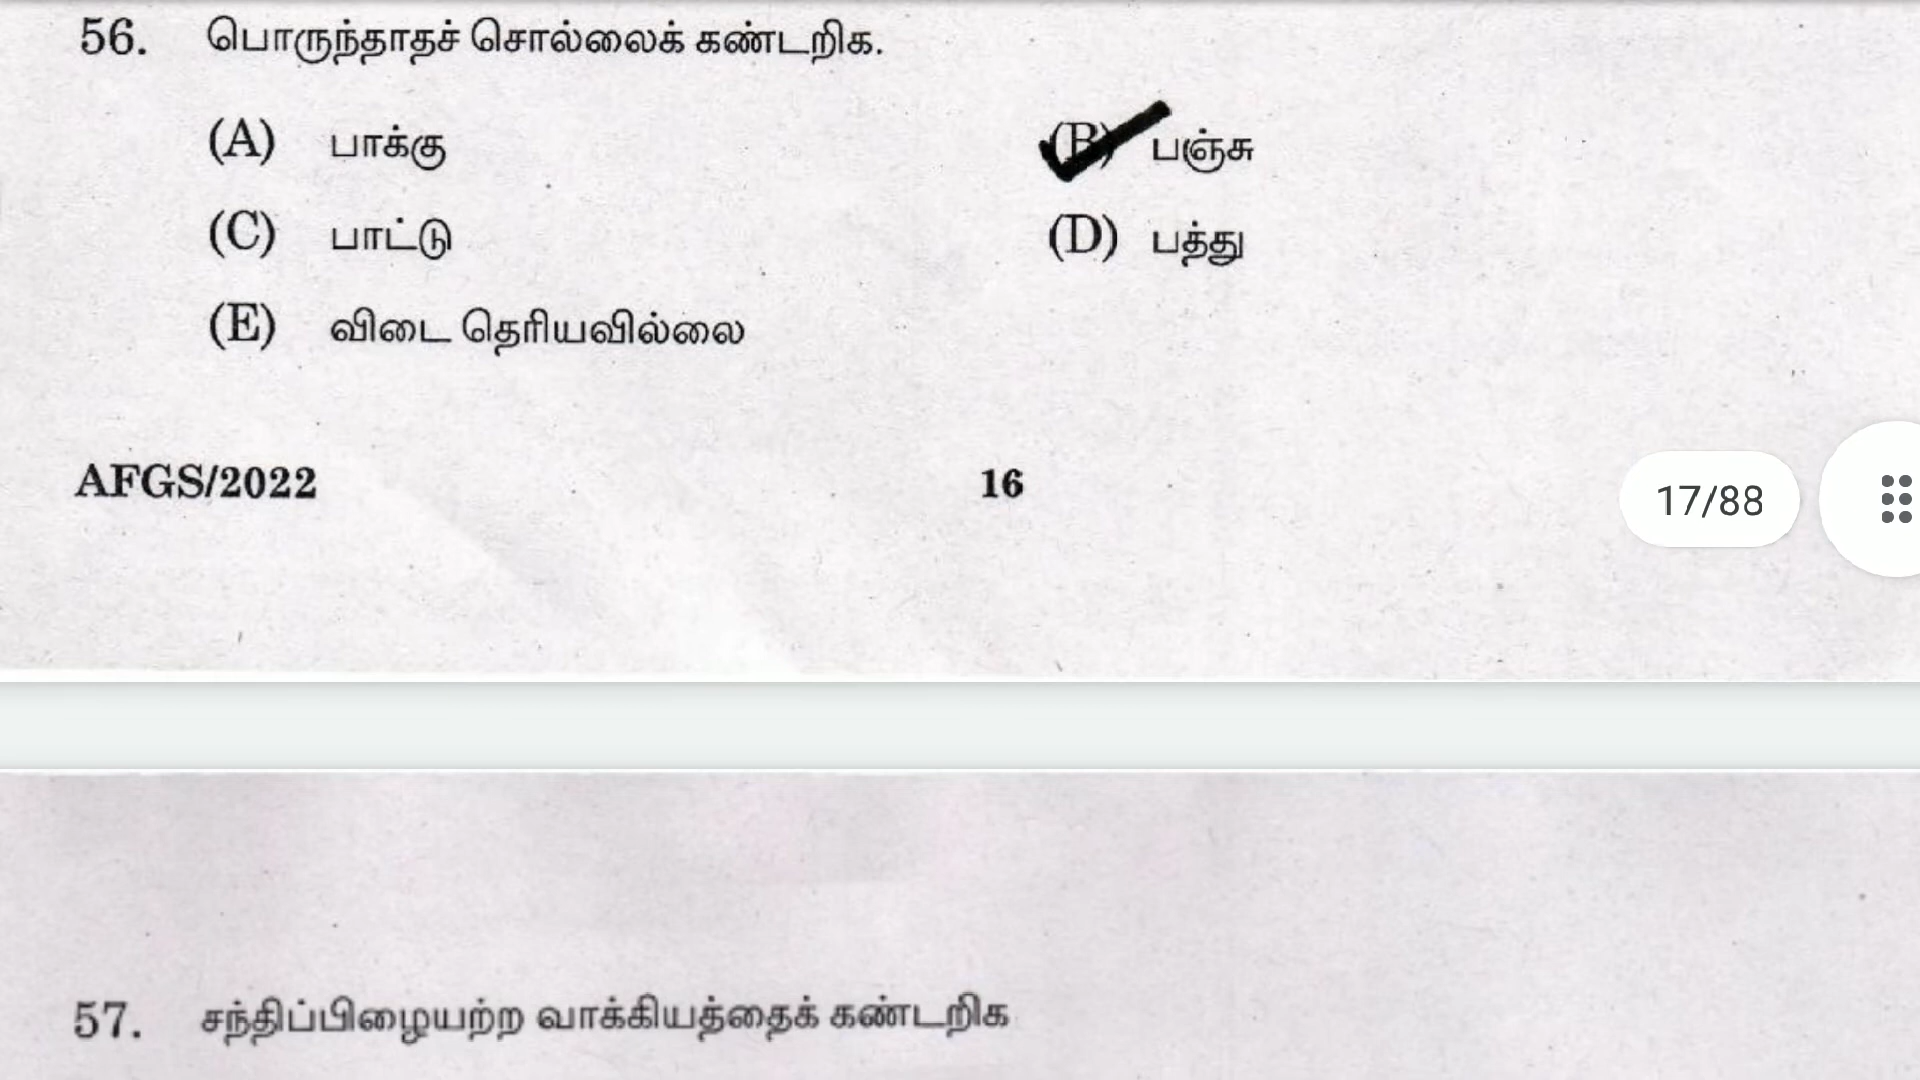 56. பொருந்தாதச் சொல்லைக் கண்டறிக.
(A) பாக்கு (B) பஞ்சு
(C) பாட்டு (D) பத்து
(E) விடை தெரியவில்லை
AFGS/2022 16
17/88
57. சந்திப்பிழையற்ற வாக்கியத்தைக் கண்டறிக